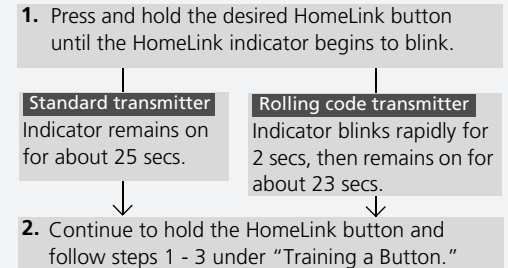 1. Press and hold the desired HomeLink button
until the HomeLink indicator begins to blink.
Standard transmitter
Indicator remains on
for about 25 secs.
Rolling code transmitter
Indicator blinks rapidly for
2 secs, then remains on for
about 23 secs.
2. Continue to hold the HomeLink button and
follow steps 1 - 3 under “Training a Button.”